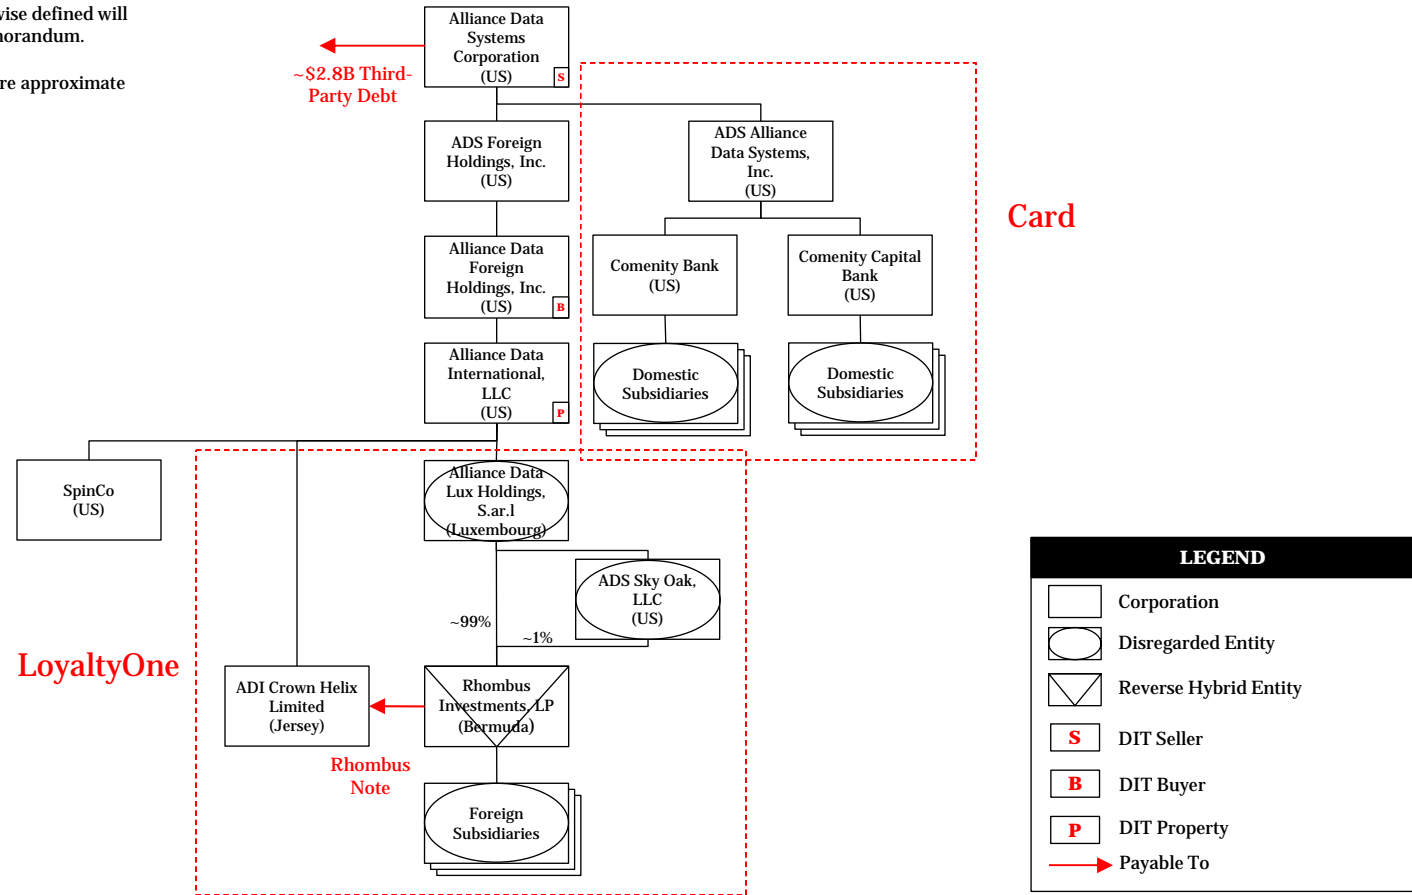 wise defined will
morandum.
re approximate
Alliance Data
Systems
Corporation
(US)
S
~$2.8B Third-
Party Debt
ADS Foreign
Holdings, Inc.
(US)
ADS Alliance
Data Systems,
Inc.
(US)
Card
Alliance Data
Foreign
Holdings, Inc.
(US)
B
Comenity Bank
(US)
Comenity Capital
Bank
(US)
Alliance Data
International,
LLC
(US)
P
Domestic
Subsidiaries
Domestic
Subsidiaries
SpinCo
(US)
Alliance Data
Lux Holdings,
S.ar.l
(Luxembourg)
ADS Sky Oak,
LLC
(US)
~99%
~1%
LoyaltyOne
ADI Crown Helix
Limited
(Jersey)
Rhombus
Investments, LP
(Bermuda)
Rhombus
Note
Foreign
Subsidiaries
LEGEND
Corporation
Disregarded Entity
Reverse Hybrid Entity
S DIT Seller
B DIT Buyer
P DIT Property
Payable To